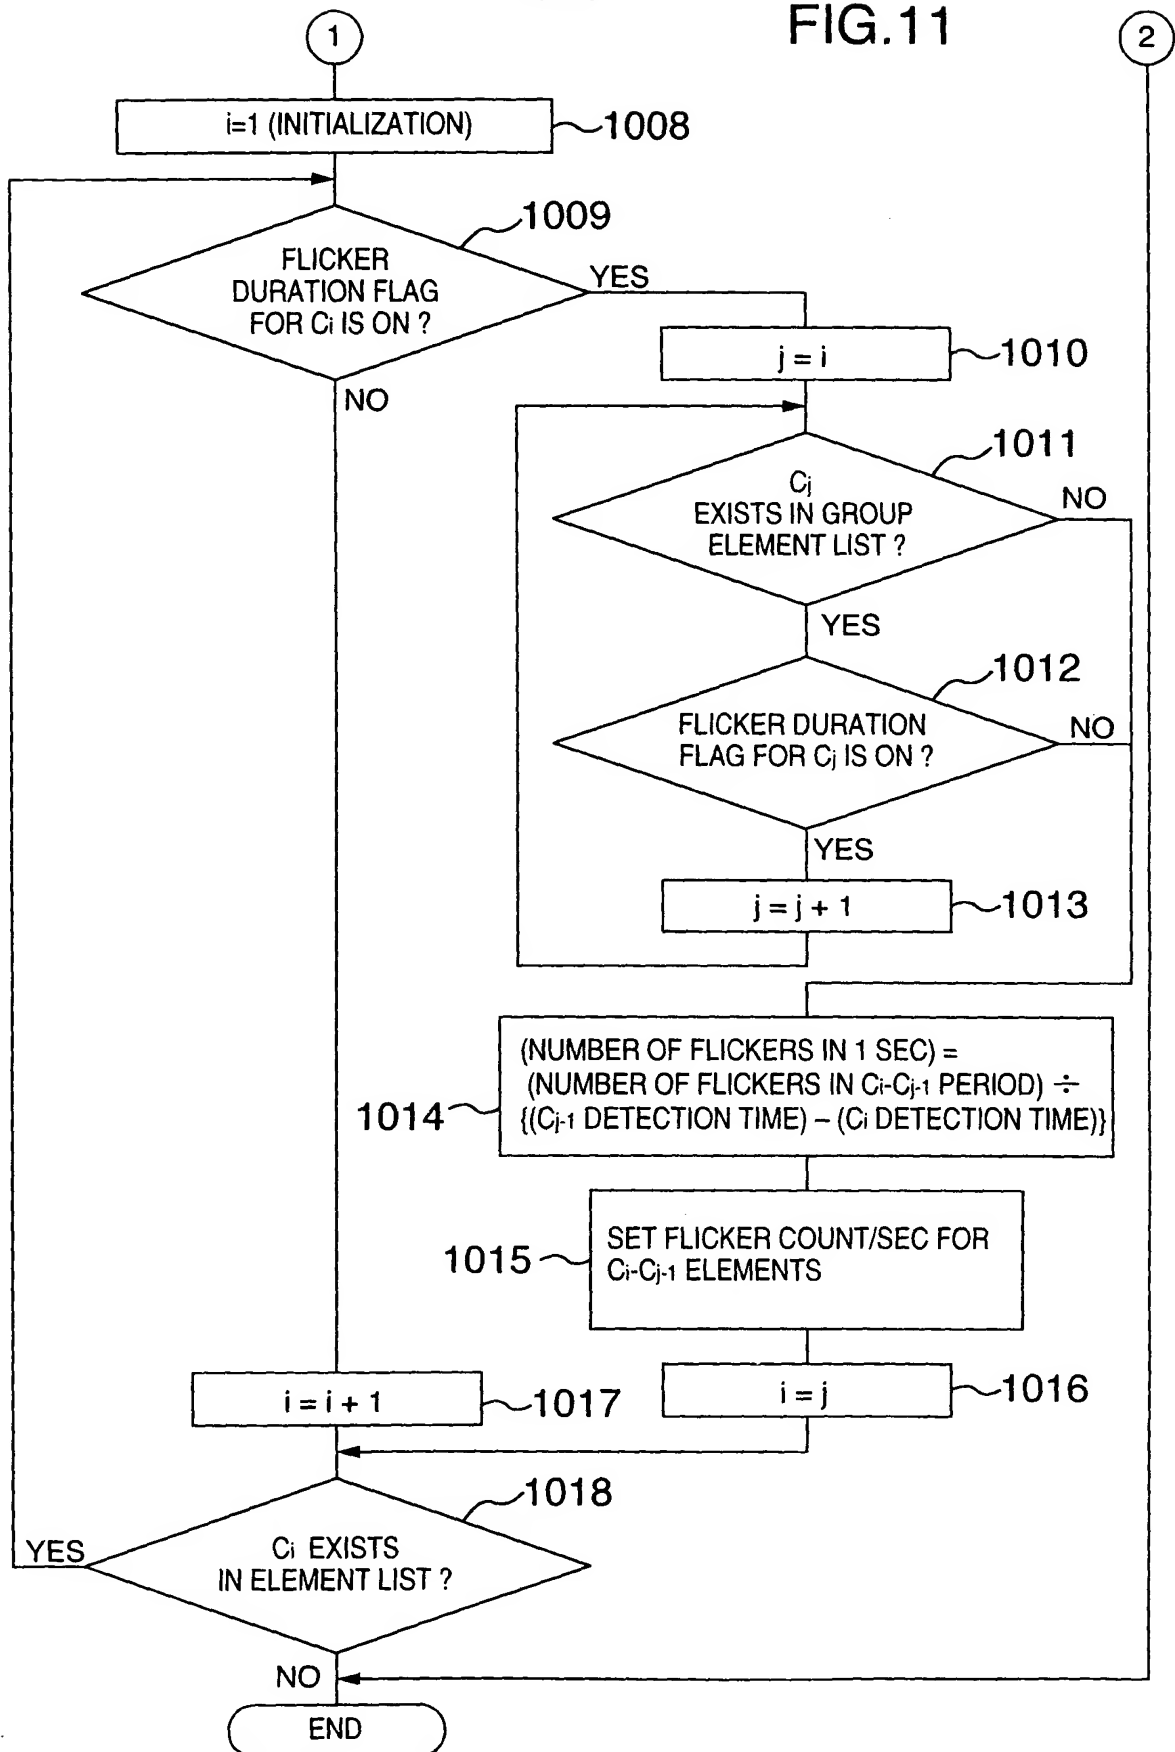 FIG.11
1
2
i=1 (INITIALIZATION)
1008
1009
FLICKER
DURATION FLAG
FOR Ci IS ON ?
YES
NO
j = i
1010
1011
Cj
EXISTS IN GROUP
ELEMENT LIST ?
NO
YES
1012
FLICKER DURATION
FLAG FOR Cj IS ON ?
NO
YES
j = j + 1
1013
(NUMBER OF FLICKERS IN 1 SEC) =
(NUMBER OF FLICKERS IN Ci-Cj-1 PERIOD) ÷
{(Cj-1 DETECTION TIME) – (Ci DETECTION TIME)}
1014
SET FLICKER COUNT/SEC FOR
Ci-Cj-1 ELEMENTS
1015
i = j
1016
i = i + 1
1017
1018
Ci EXISTS
IN ELEMENT LIST ?
YES
NO
END